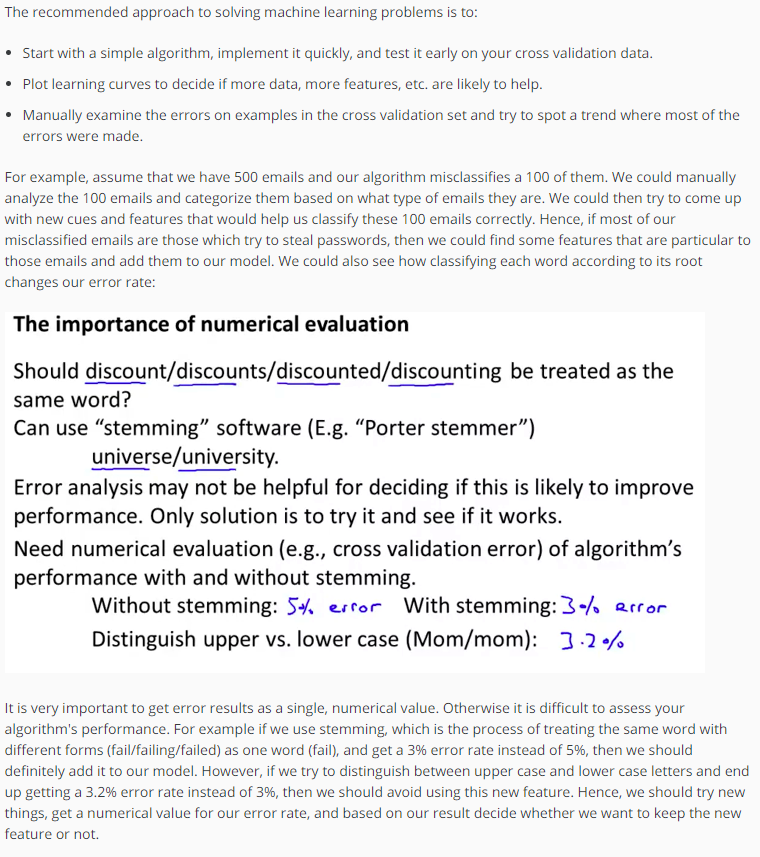 The recommended approach to solving machine learning problems is to:
• Start with a simple algorithm, implement it quickly, and test it early on your cross validation data.
• Plot learning curves to decide if more data, more features, etc. are likely to help.
• Manually examine the errors on examples in the cross validation set and try to spot a trend where most of the
errors were made.
For example, assume that we have 500 emails and our algorithm misclassifies a 100 of them. We could manually
analyze the 100 emails and categorize them based on what type of emails they are. We could then try to come up
with new cues and features that would help us classify these 100 emails correctly. Hence, if most of our
misclassified emails are those which try to steal passwords, then we could find some features that are particular to
those emails and add them to our model. We could also see how classifying each word according to its root
changes our error rate:
The importance of numerical evaluation
Should discount/discounts/discounted/discounting be treated as the
same word?
Can use “stemming” software (E.g. “Porter stemmer”)
universe/university.
Error analysis may not be helpful for deciding if this is likely to improve
performance. Only solution is to try it and see if it works.
Need numerical evaluation (e.g., cross validation error) of algorithm’s
performance with and without stemming.
Without stemming: 5% error With stemming: 3% error
Distinguish upper vs. lower case (Mom/mom): 3.2%
It is very important to get error results as a single, numerical value. Otherwise it is difficult to assess your
algorithm's performance. For example if we use stemming, which is the process of treating the same word with
different forms (fail/failing/failed) as one word (fail), and get a 3% error rate instead of 5%, then we should
definitely add it to our model. However, if we try to distinguish between upper case and lower case letters and end
up getting a 3.2% error rate instead of 3%, then we should avoid using this new feature. Hence, we should try new
things, get a numerical value for our error rate, and based on our result decide whether we want to keep the new
feature or not.